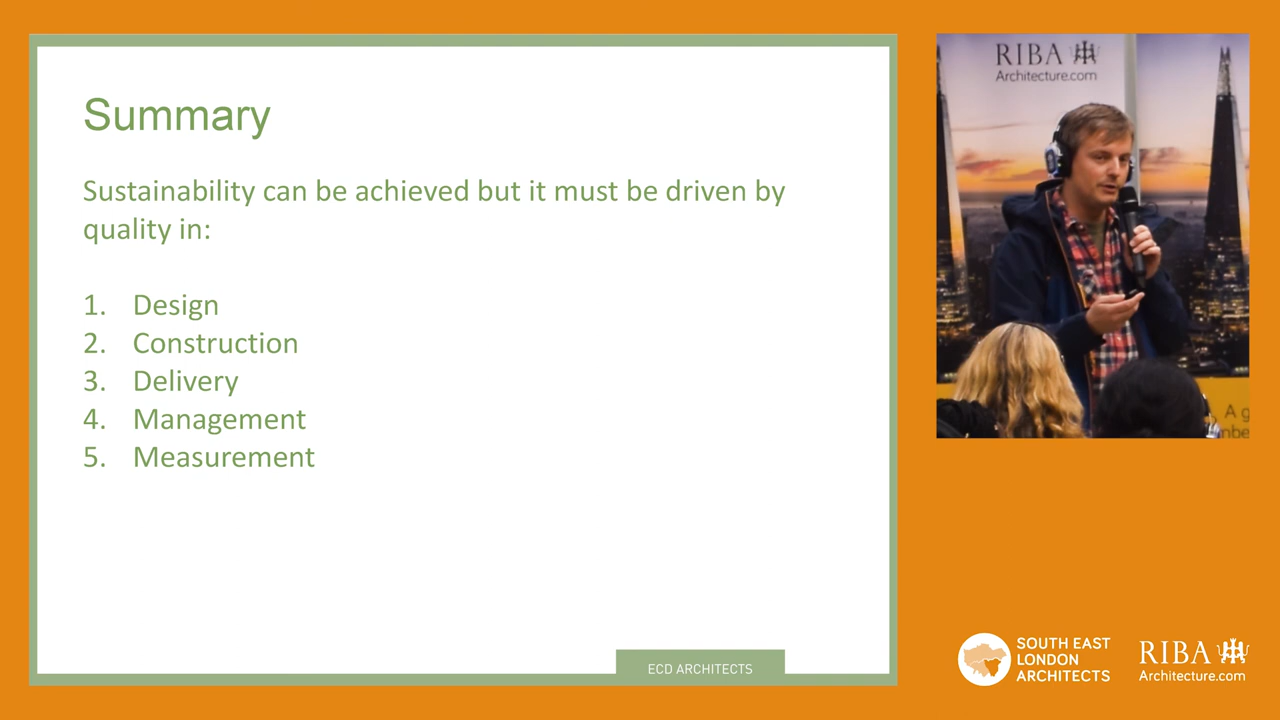 Summary
Sustainability can be achieved but it must be driven by
quality in:
1. Design
2. Construction
3. Delivery
4. Management
5. Measurement
ECD ARCHITECTS
RIBA
Architecture.com
A g
SOUTH EAST
LONDON
ARCHITECTS
RIBA
Architecture.com